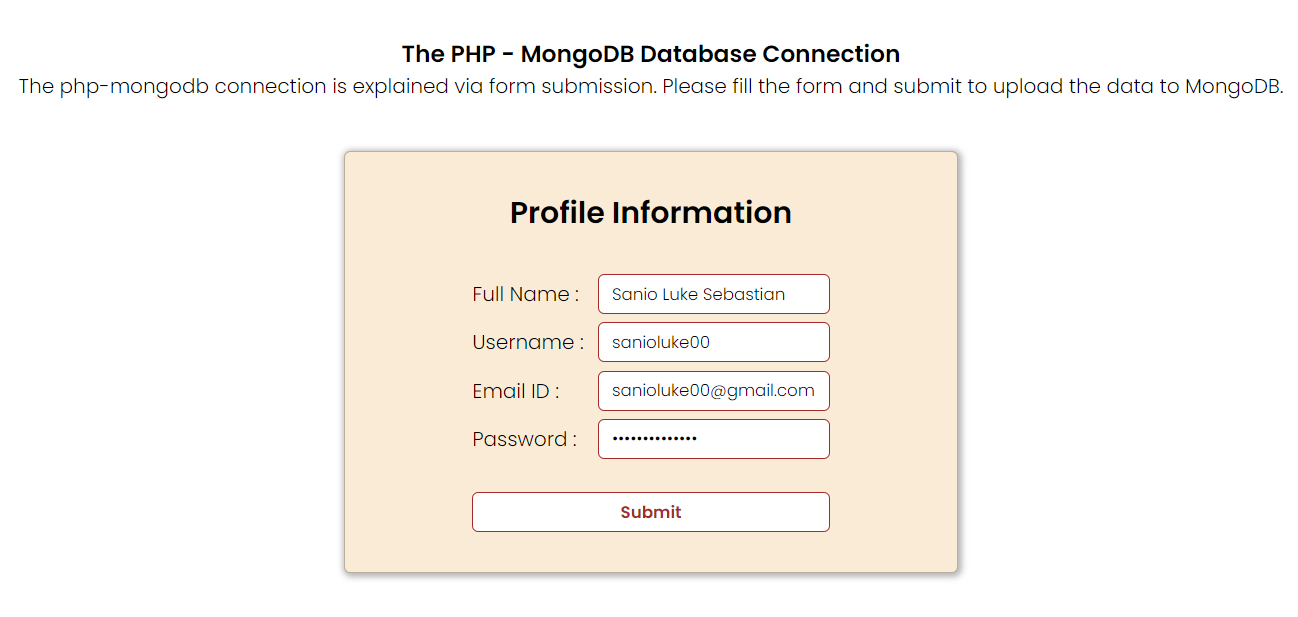 The PHP - MongoDB Database Connection
The php-mongodb connection is explained via form submission. Please fill the form and submit to upload the data to MongoDB.
Profile Information
Full Name : Sanio Luke Sebastian
Username : sanioluke00
Email ID : sanioluke00@gmail.com
Password : ••••••••••••••
Submit